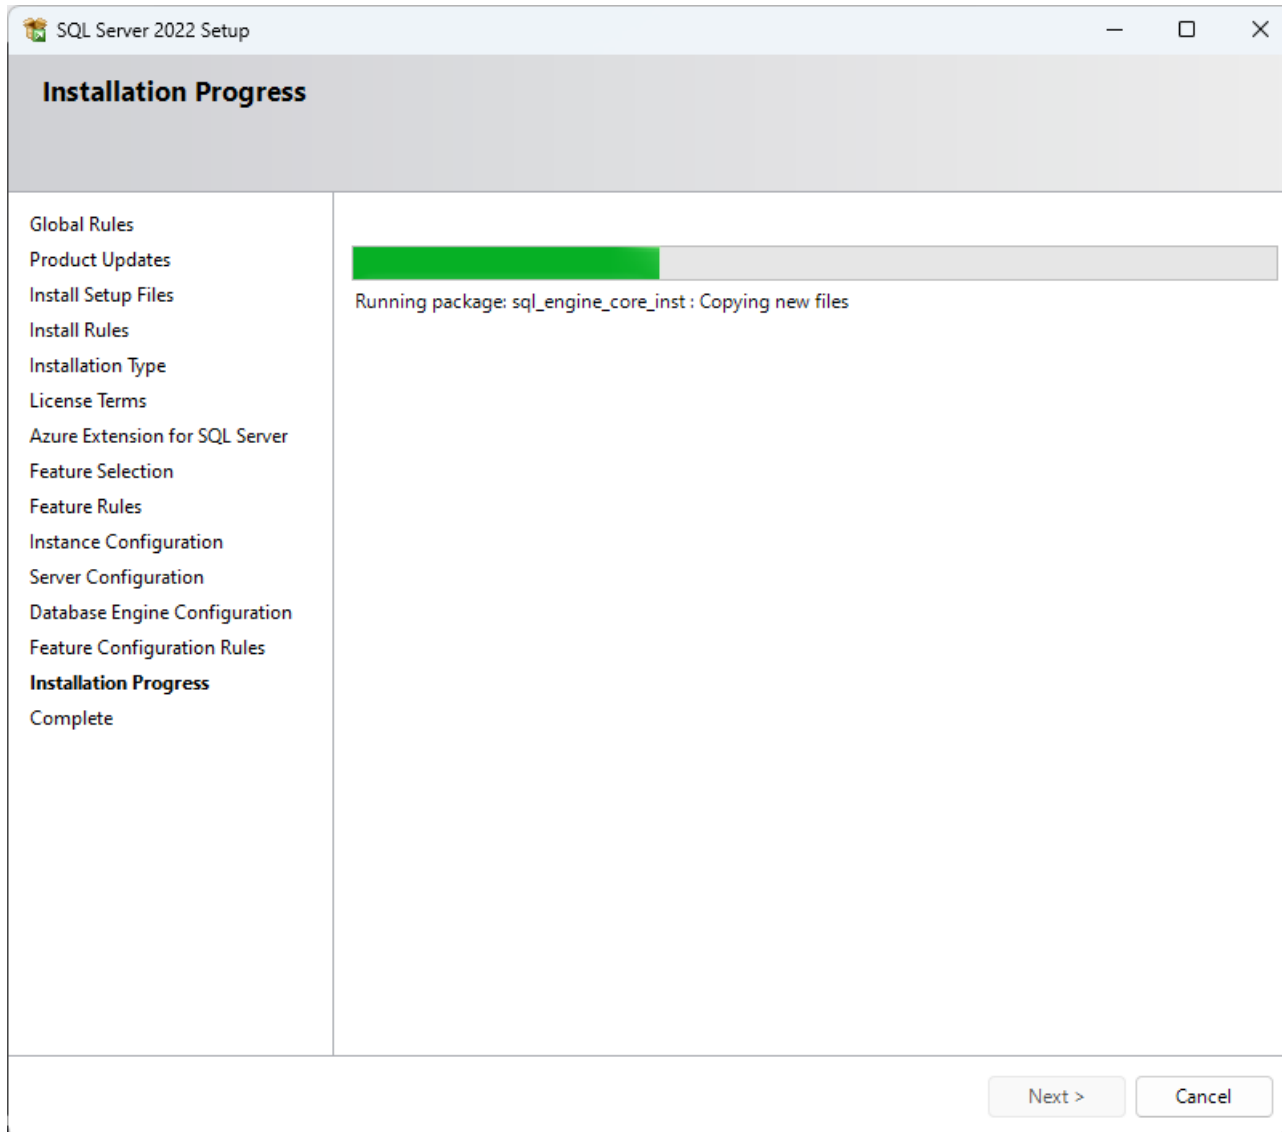 SQL Server 2022 Setup
Installation Progress
Global Rules
Product Updates
Install Setup Files
Install Rules
Installation Type
License Terms
Azure Extension for SQL Server
Feature Selection
Feature Rules
Instance Configuration
Server Configuration
Database Engine Configuration
Feature Configuration Rules
Installation Progress
Complete
Running package: sql_engine_core_inst : Copying new files
Next >
Cancel